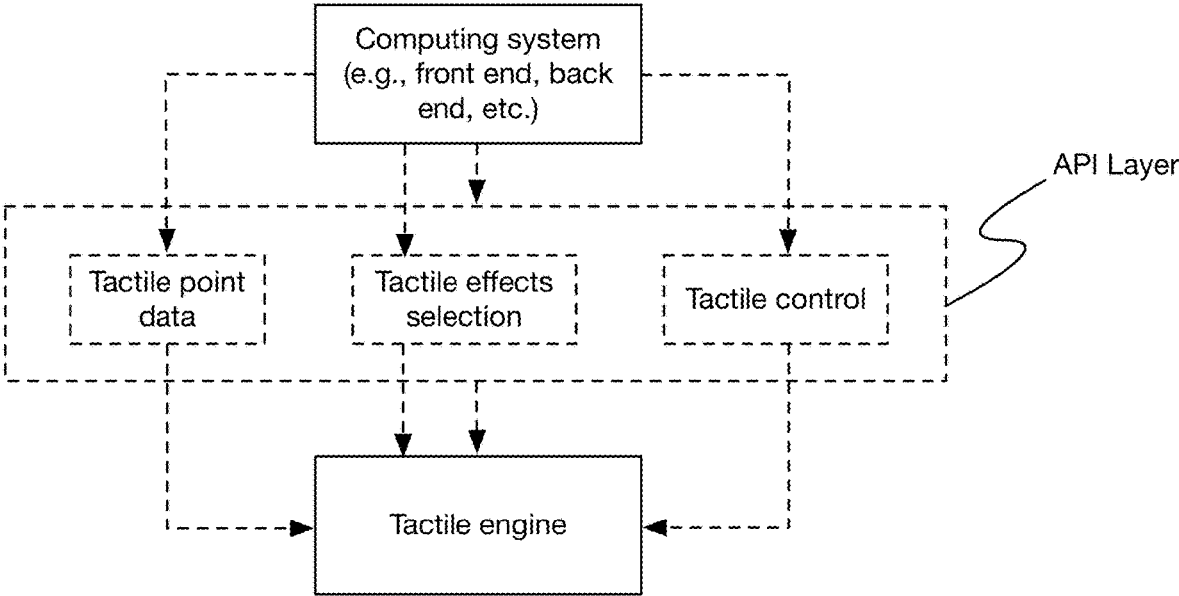 Computing system
(e.g., front end, back
end, etc.)
API Layer
Tactile point
data
Tactile effects
selection
Tactile control
Tactile engine